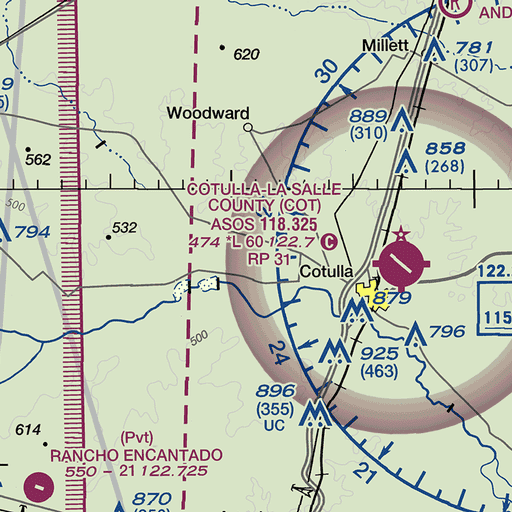 R
AND
Millett
781
(307)
620
30
Woodward
889
(310)
858
(268)
562
500
COTULLA-LA SALLE
COUNTY (COT)
ASOS 118.325
474 *L 60 122.7 C
RP 31
532
794
Cotulla
122.
115
879
500
796
24
925
(463)
896
(355)
UC
614
(Pvt)
RANCHO ENCANTADO
550 - 21 122.725
21
870